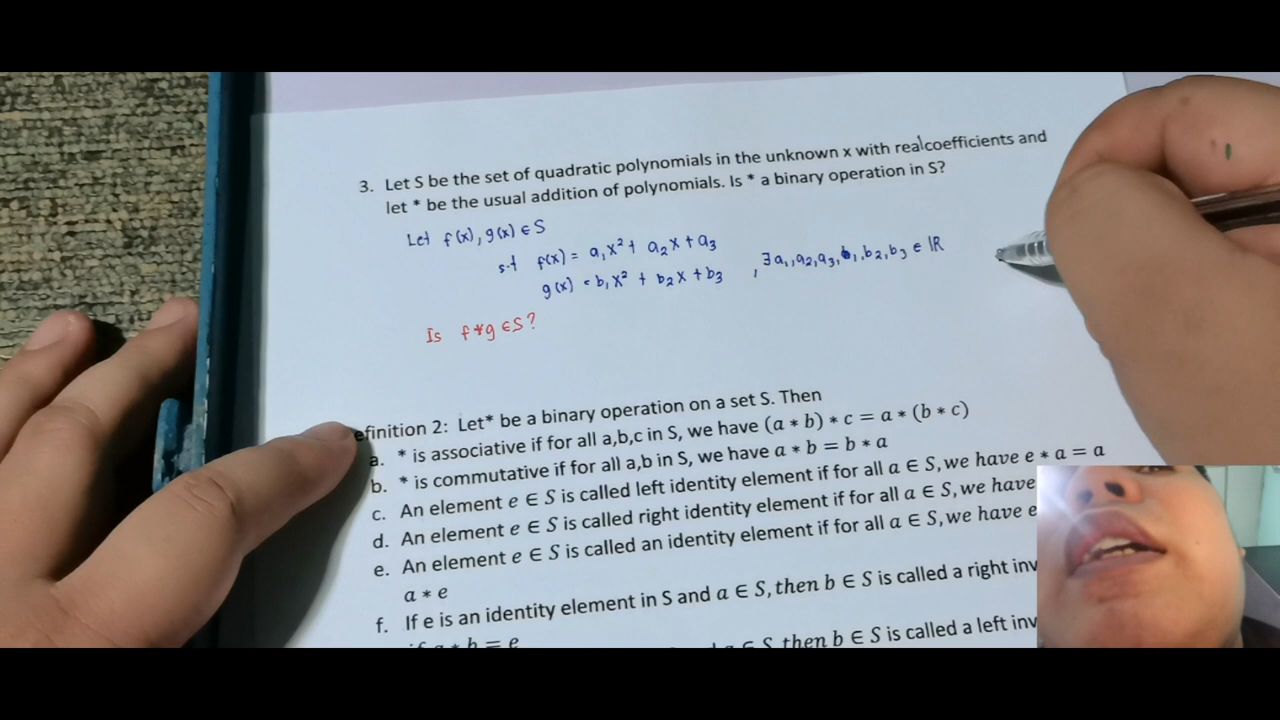 3. Let S be the set of quadratic polynomials in the unknown x with real coefficients and
let * be the usual addition of polynomials. Is * a binary operation in S?
Let f(x), g(x) ∈ S
s.t f(x) = a₁x² + a₂x + a₃
g(x) = b₁x² + b₂x + b₃ , ∃ a₁, a₂, a₃, b₁, b₂, b₃ ∈ ℝ
Is f*g ∈ S?
efinition 2: Let* be a binary operation on a set S. Then
a. * is associative if for all a,b,c in S, we have (a * b) * c = a * (b * c)
b. * is commutative if for all a,b in S, we have a * b = b * a
c. An element e ∈ S is called left identity element if for all a ∈ S, we have e * a = a
d. An element e ∈ S is called right identity element if for all a ∈ S, we have
e. An element e ∈ S is called an identity element if for all a ∈ S, we have e
a * e
f. If e is an identity element in S and a ∈ S, then b ∈ S is called a right inv
if a * b = e
a ∈ S, then b ∈ S is called a left inv